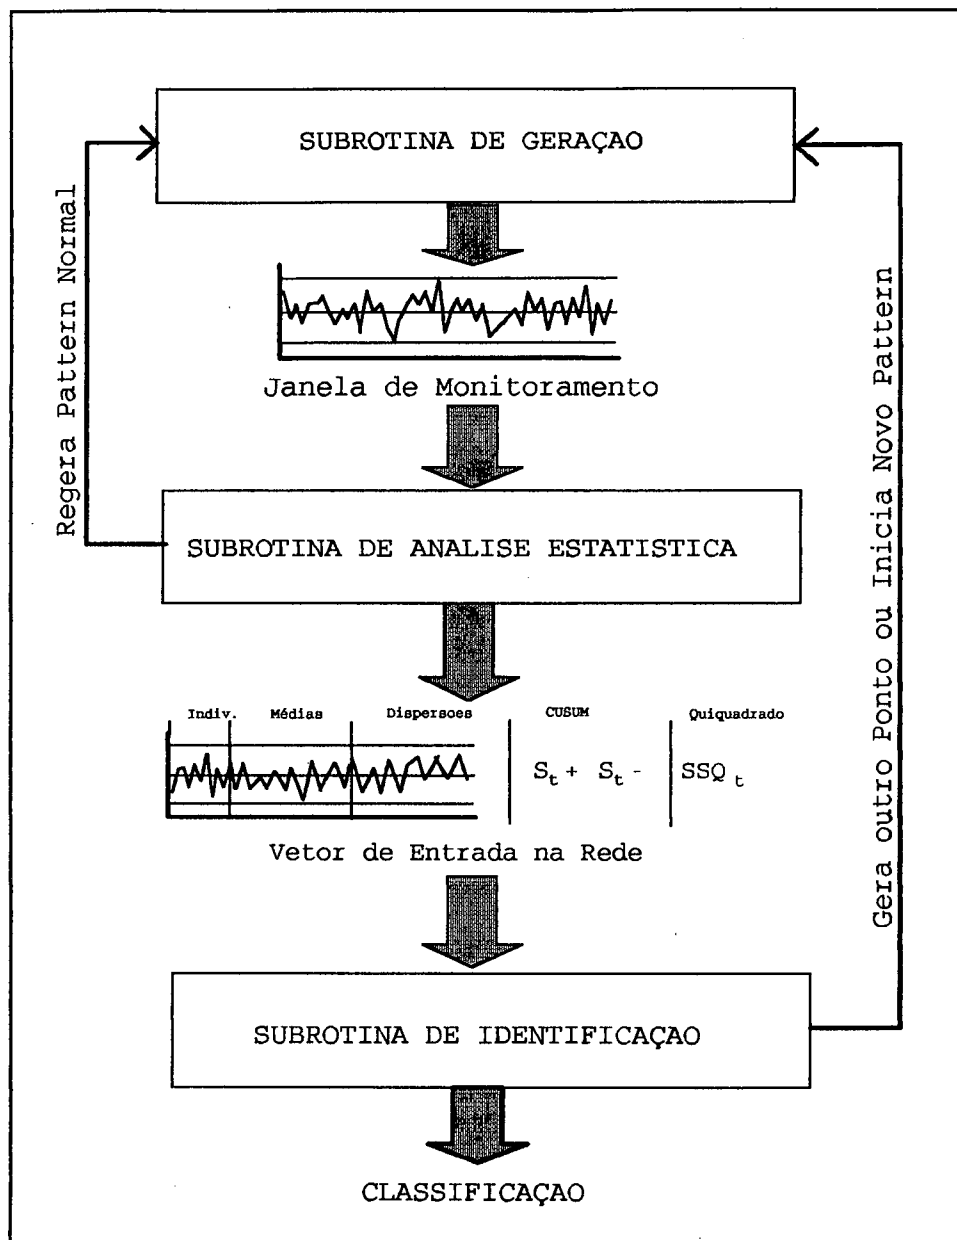 SUBROTINA DE GERAÇAO
Regera Pattern Normal
Janela de Monitoramento
Gera outro Ponto ou Inicia Novo Pattern
SUBROTINA DE ANALISE ESTATISTICA
Indiv. Médias Dispersoes CUSUM Quiquadrado
St+ St- SSQt
Vetor de Entrada na Rede
SUBROTINA DE IDENTIFICAÇAO
CLASSIFICAÇAO